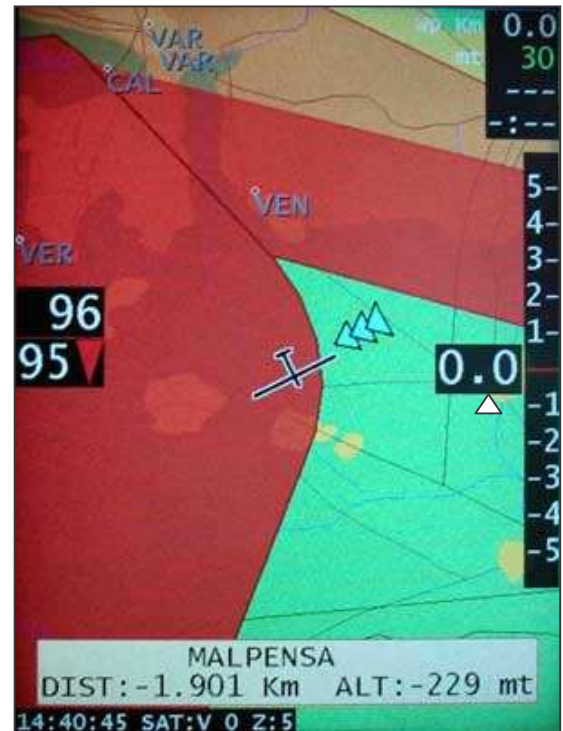 Wp Km 0.0
mt 30
---
-:--
VAR
VAR
CAL
VEN
VER
5-
4-
3-
2-
1-
-1
-2
-3
-4
-5
96
95
0.0
MALPENSA
DIST:-1.901 Km ALT:-229 mt
14:40:45 SAT:V 0 Z:5